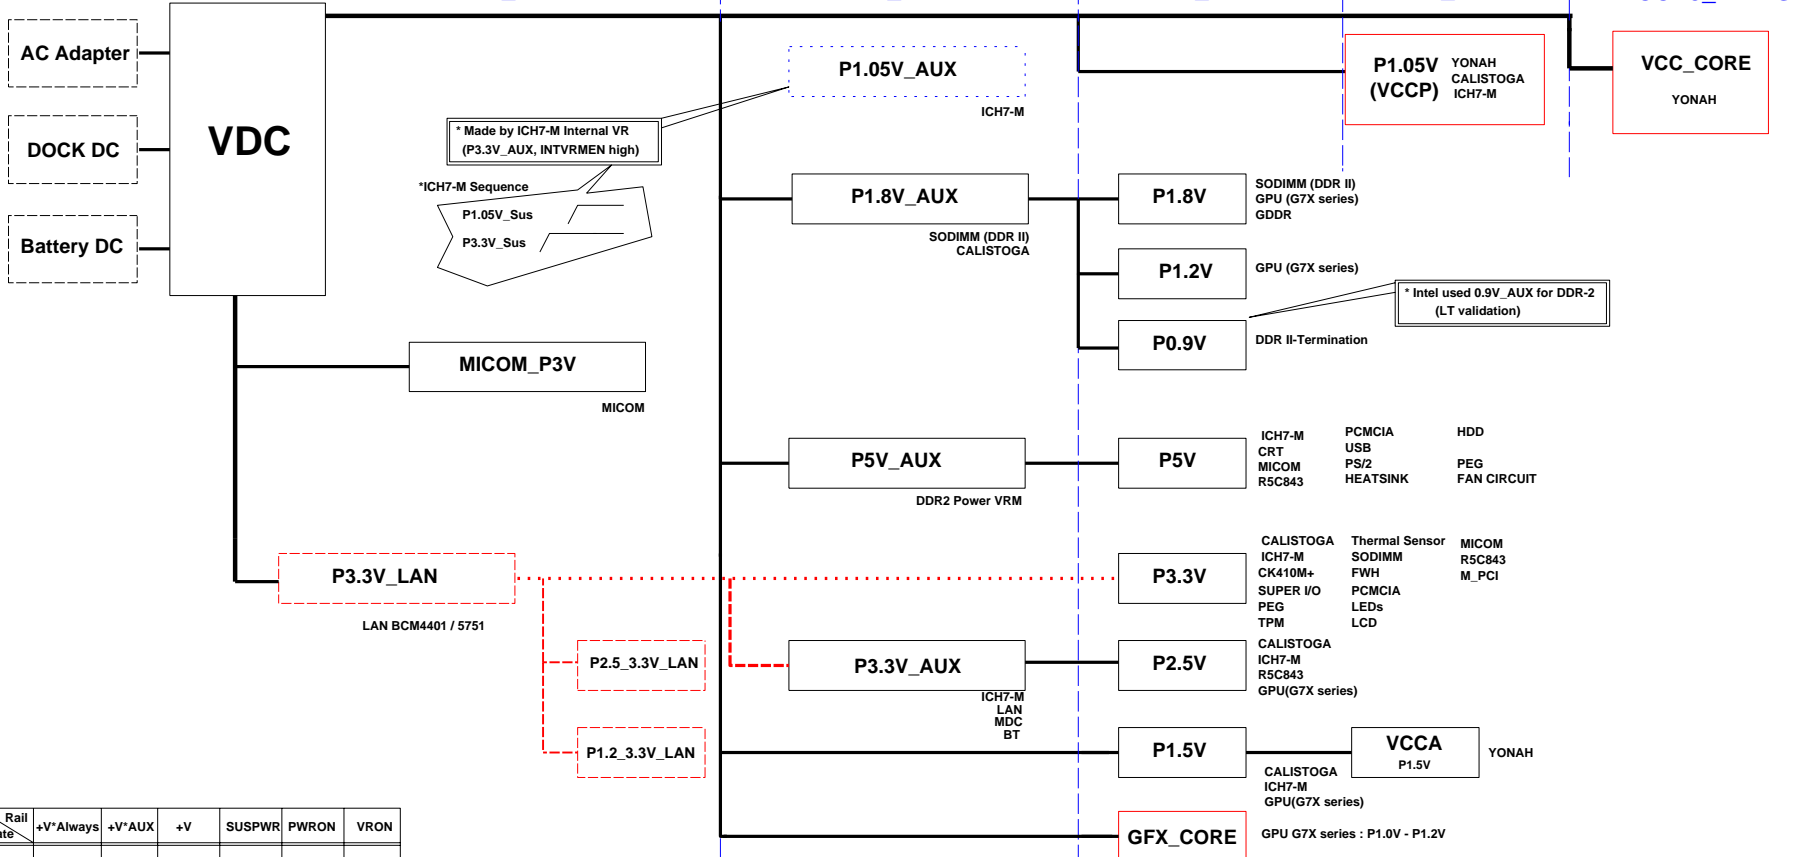 AC Adapter
DOCK DC
Battery DC
VDC
* Made by ICH7-M Internal VR
(P3.3V_AUX, INTVRMEN high)
*ICH7-M Sequence
P1.05V_Sus
P3.3V_Sus
P1.05V_AUX
ICH7-M
P1.05V
(VCCP)
YONAH
CALISTOGA
ICH7-M
VCC_CORE
YONAH
P1.8V_AUX
SODIMM (DDR II)
CALISTOGA
P1.8V
SODIMM (DDR II)
GPU (G7X series)
GDDR
P1.2V
GPU (G7X series)
* Intel used 0.9V_AUX for DDR-2
(LT validation)
P0.9V
DDR II-Termination
MICOM_P3V
MICOM
P5V_AUX
DDR2 Power VRM
P5V
ICH7-M PCMCIA HDD
CRT USB
MICOM PS/2 PEG
R5C843 HEATSINK FAN CIRCUIT
P3.3V_LAN
LAN BCM4401 / 5751
P3.3V
CALISTOGA Thermal Sensor MICOM
ICH7-M SODIMM R5C843
CK410M+ FWH M_PCI
SUPER I/O PCMCIA
PEG LEDs
TPM LCD
P2.5_3.3V_LAN
P3.3V_AUX
ICH7-M
LAN
MDC
BT
P2.5V
CALISTOGA
ICH7-M
R5C843
GPU(G7X series)
P1.2_3.3V_LAN
P1.5V
CALISTOGA
ICH7-M
GPU(G7X series)
VCCA
P1.5V
YONAH
GFX_CORE
GPU G7X series : P1.0V - P1.2V
Rail +V*Always +V*AUX +V SUSPWR PWRON VRON